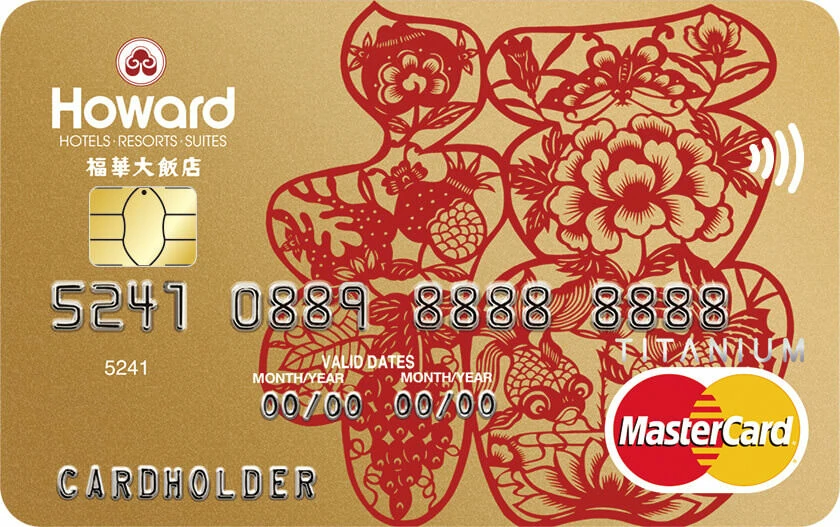 Howard
HOTELS·RESORTS·SUITES
福華大飯店
5241 0889 8888 8888
TITANIUM
5241
VALID DATES
MONTH/YEAR MONTH/YEAR
00/00 00/00
MasterCard
CARDHOLDER